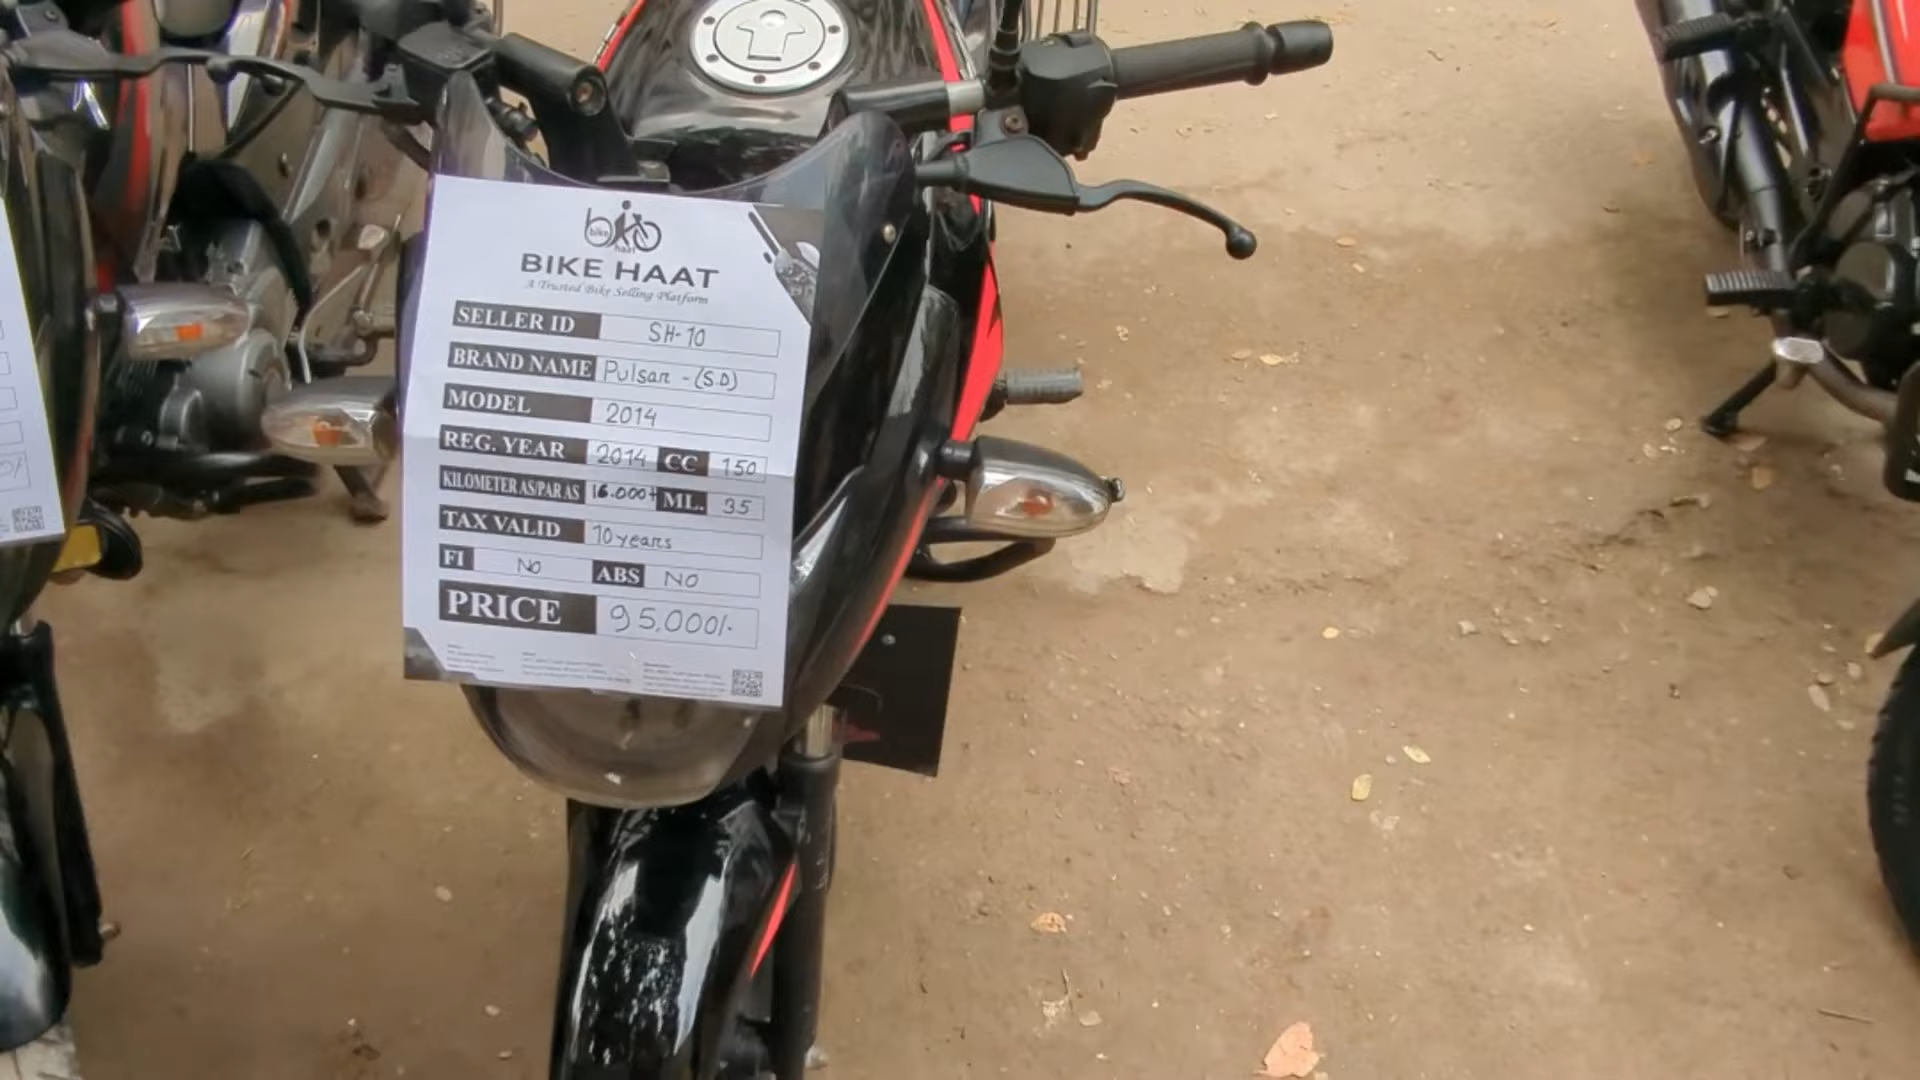 bike
haat
BIKE HAAT
A Trusted Bike Selling Platform
SELLER ID SH-10
BRAND NAME Pulsar - (S.D)
MODEL 2014
REG. YEAR 2014 CC 150
KILOMETER AS/PAR AS 16.000+ ML. 35
TAX VALID 10 years
FI NO ABS NO
PRICE 95,000/-